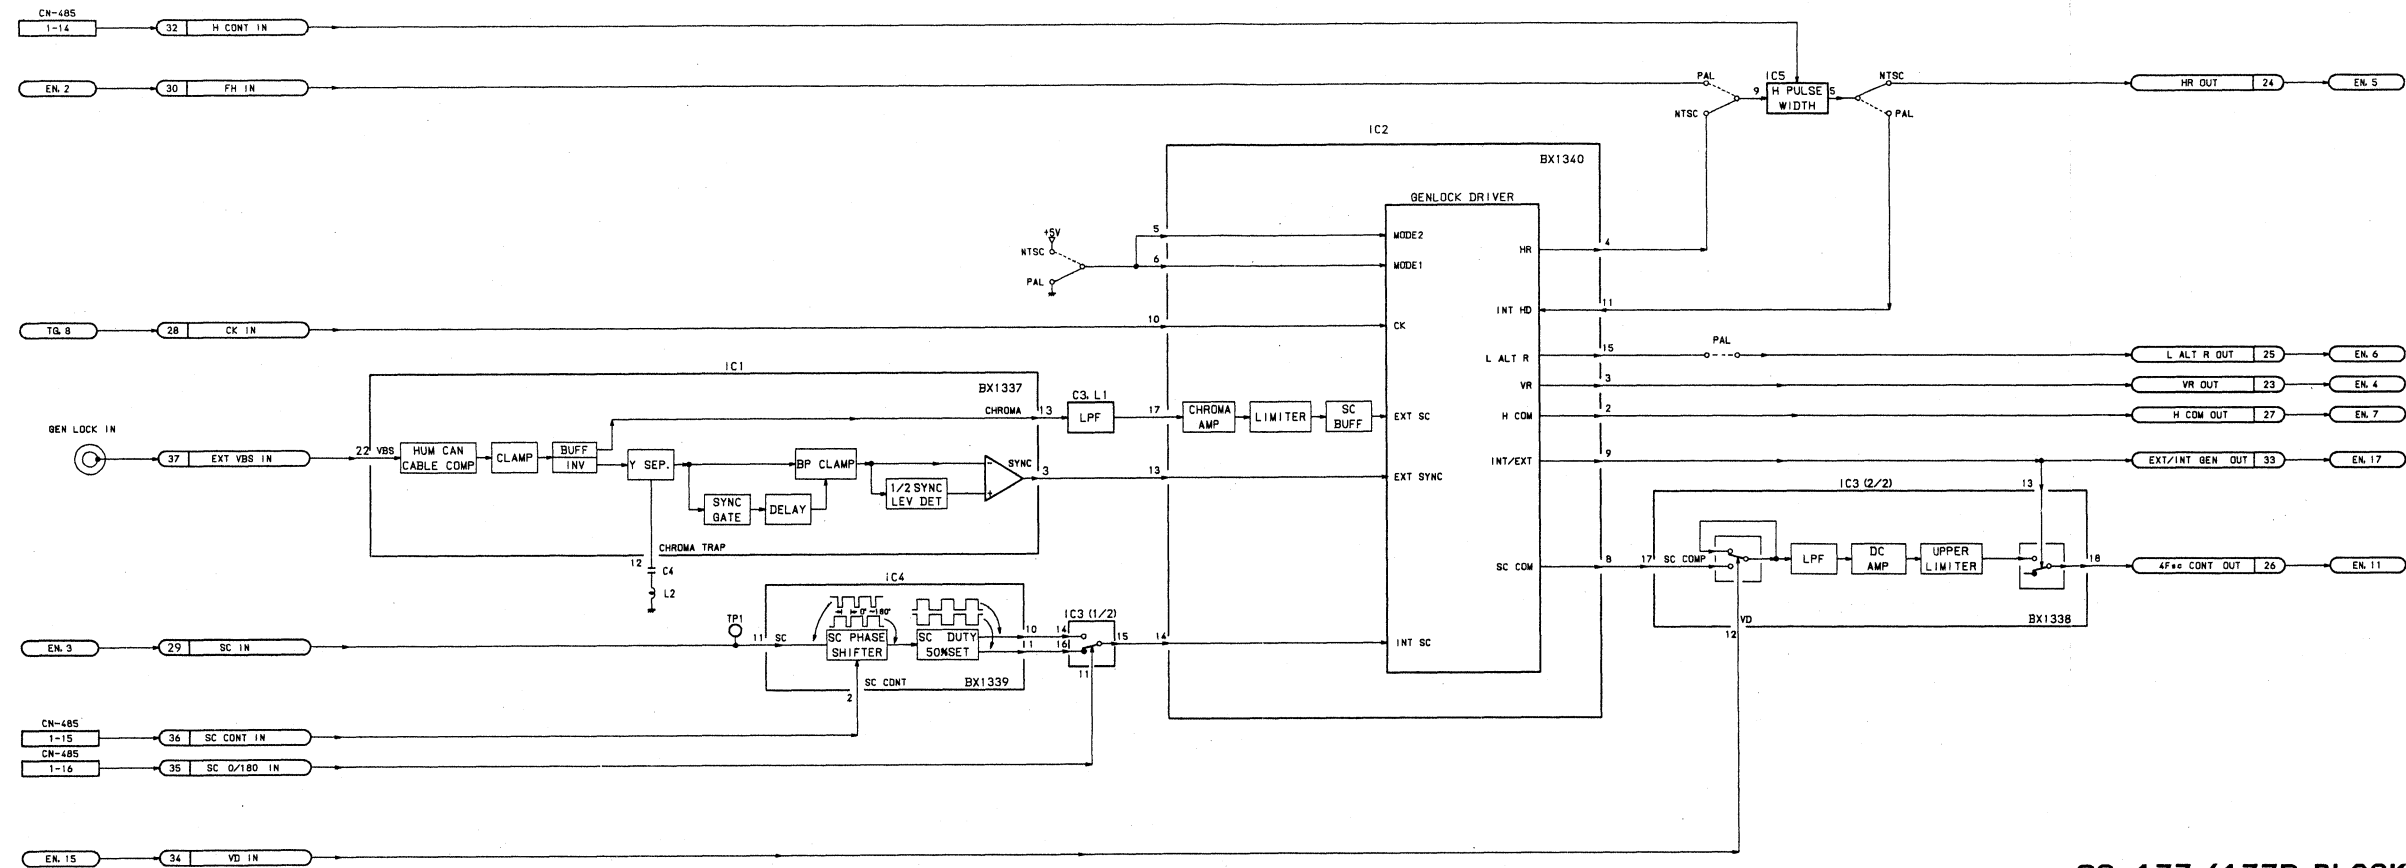 CN-485
1-14
32 H CONT IN
EN. 2
30 FH IN
PAL
NTSC
IC5
9
H PULSE
WIDTH
5
NTSC
PAL
HR OUT 24
EN. 5
IC2
BX1340
GENLOCK DRIVER
+5V
NTSC
PAL
5
6
MODE2
MODE1
HR
4
INT HD
11
TG. 8
28 CK IN
10
CK
L ALT R
15
PAL
L ALT R OUT 25
EN. 6
VR
3
VR OUT 23
EN. 4
H COM
2
H COM OUT 27
EN. 7
INT/EXT
9
EXT/INT GEN OUT 33
EN. 17
IC1
BX1337
GEN LOCK IN
37 EXT VBS IN
22 VBS
HUM CAN
CABLE COMP
CLAMP
BUFF
INV
CHROMA
13
C3, L1
LPF
17
CHROMA
AMP
LIMITER
SC
BUFF
EXT SC
Y SEP.
SYNC
GATE
DELAY
BP CLAMP
1/2 SYNC
LEV DET
-
+
SYNC
3
13
EXT SYNC
CHROMA TRAP
12
C4
L2
IC3 (2/2)
13
SC COM
8
17
SC COMP
LPF
DC
AMP
UPPER
LIMITER
18
VD
12
BX1338
4Fsc CONT OUT 26
EN. 11
IC4
0° ~180°
EN. 3
29 SC IN
TP1
11
SC
SC PHASE
SHIFTER
SC DUTY
50%SET
10
11
SC CONT
2
BX1339
IC3 (1/2)
14
16
15
11
14
INT SC
CN-485
1-15
36 SC CONT IN
CN-485
1-16
35 SC 0/180 IN
EN. 15
34 VD IN